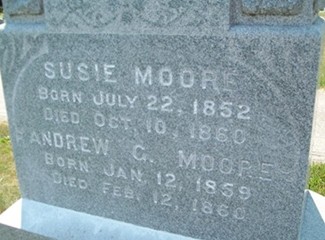 SUSIE MOORE
BORN JULY 22, 1852
DIED OCT. 10, 1860
ANDREW G. MOORE
BORN JAN. 12, 1859
DIED FEB. 12, 1860